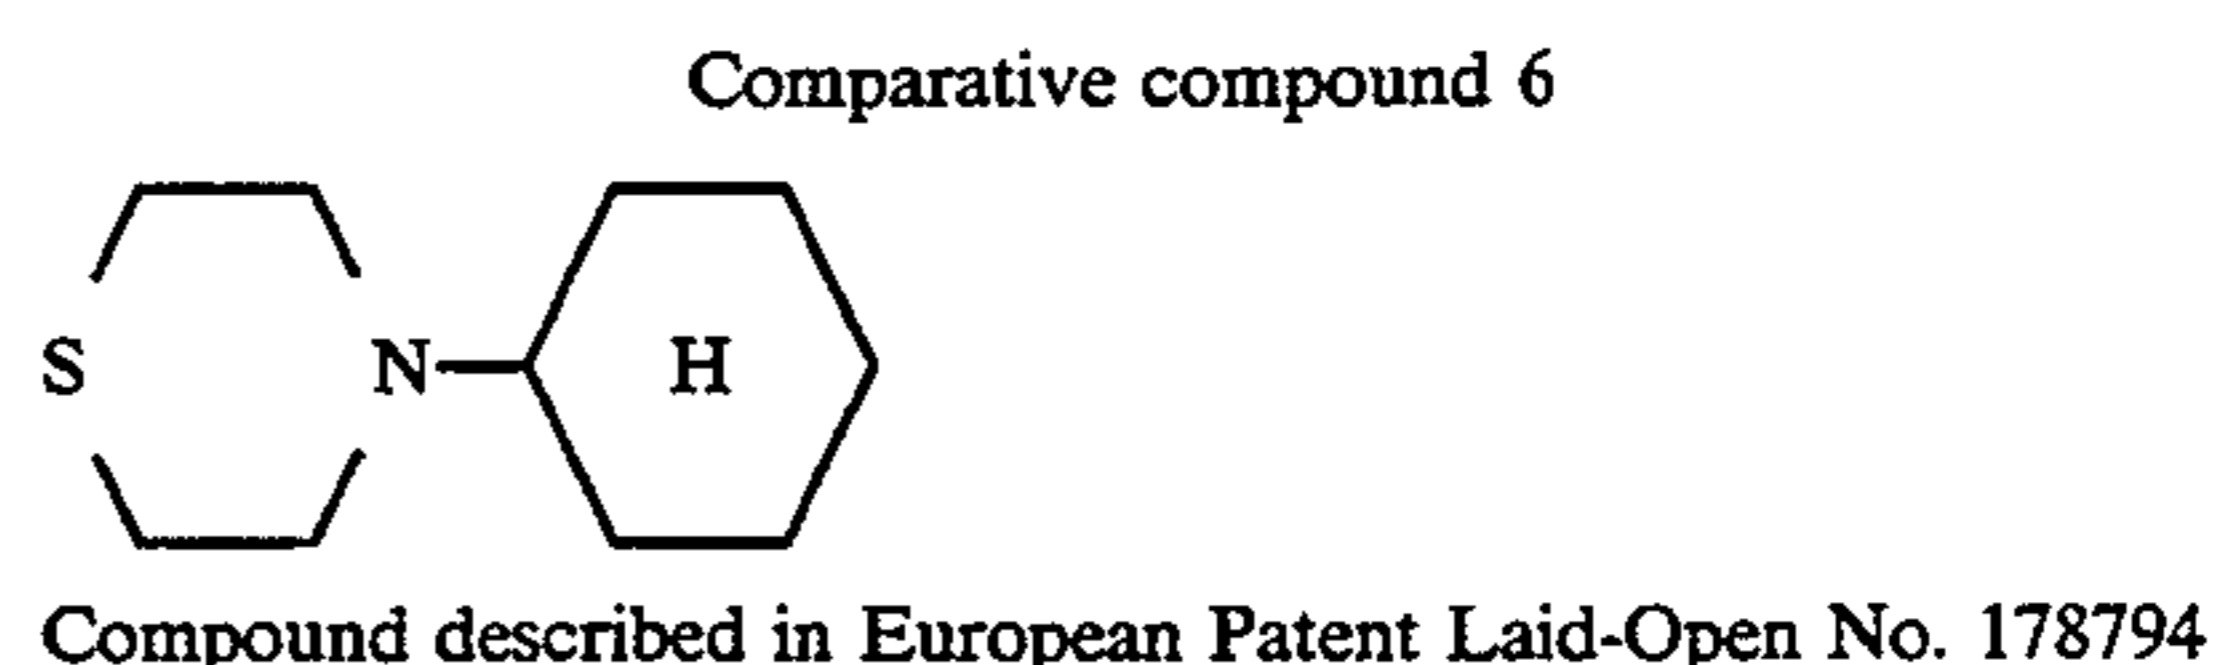 Comparative compound 6
S N H
Compound described in European Patent Laid-Open No. 178794